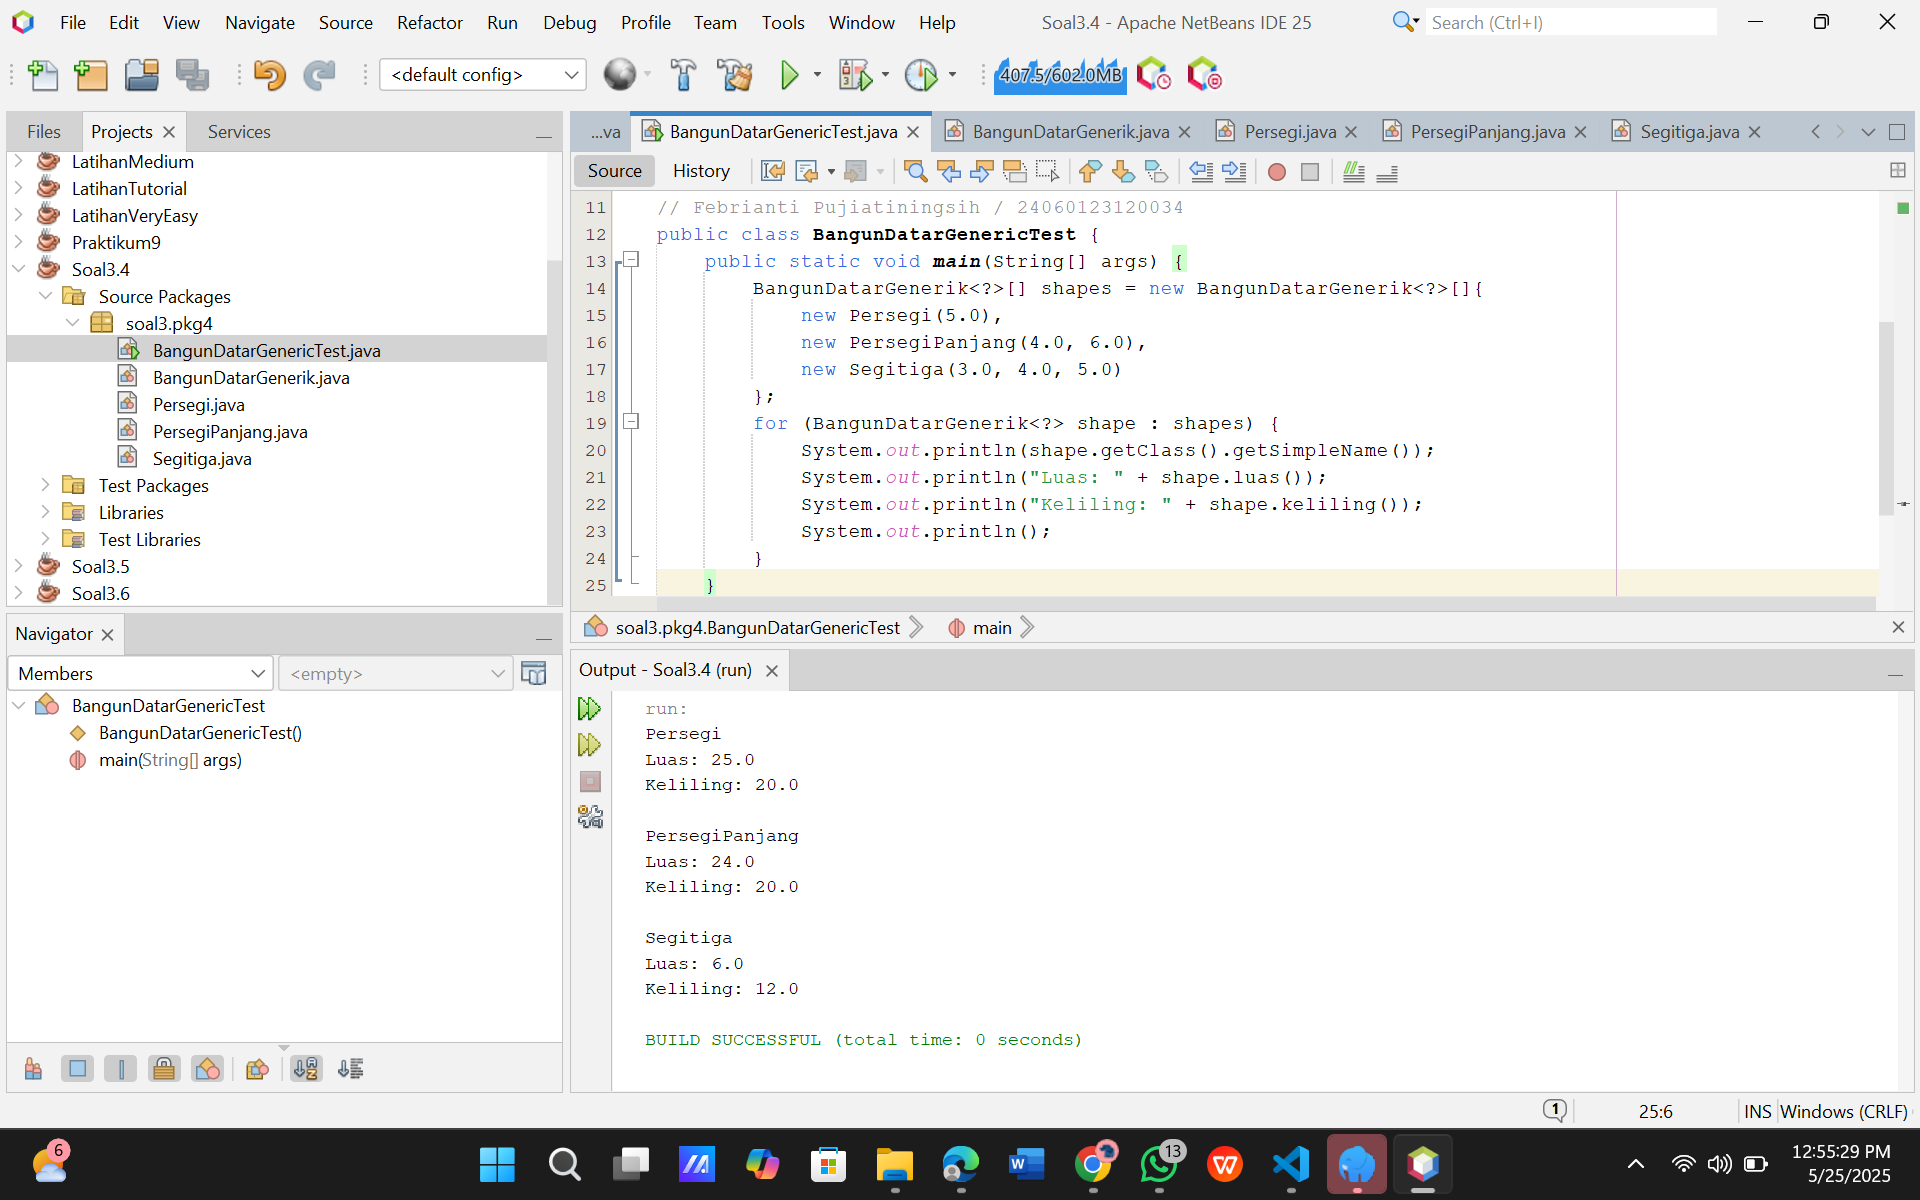 File Edit View Navigate Source Refactor Run Debug Profile Team Tools Window Help
Soal3.4 - Apache NetBeans IDE 25
Search (Ctrl+I)
<default config>
407.5/602.0MB
Files Projects Services
LatihanMedium
LatihanTutorial
LatihanVeryEasy
Praktikum9
Soal3.4
Source Packages
soal3.pkg4
BangunDatarGenericTest.java
BangunDatarGenerik.java
Persegi.java
PersegiPanjang.java
Segitiga.java
Test Packages
Libraries
Test Libraries
Soal3.5
Soal3.6
Navigator
Members
<empty>
BangunDatarGenericTest
BangunDatarGenericTest()
main(String[] args)
...va BangunDatarGenericTest.java BangunDatarGenerik.java Persegi.java PersegiPanjang.java Segitiga.java
Source History
11 // Febrianti Pujiatiningsih / 24060123120034
12 public class BangunDatarGenericTest {
13 public static void main(String[] args) {
14 BangunDatarGenerik<?>[] shapes = new BangunDatarGenerik<?>[]{
15 new Persegi(5.0),
16 new PersegiPanjang(4.0, 6.0),
17 new Segitiga(3.0, 4.0, 5.0)
18 };
19 for (BangunDatarGenerik<?> shape : shapes) {
20 System.out.println(shape.getClass().getSimpleName());
21 System.out.println("Luas: " + shape.luas());
22 System.out.println("Keliling: " + shape.keliling());
23 System.out.println();
24 }
25 }
soal3.pkg4.BangunDatarGenericTest main
Output - Soal3.4 (run)
run:
Persegi
Luas: 25.0
Keliling: 20.0
PersegiPanjang
Luas: 24.0
Keliling: 20.0
Segitiga
Luas: 6.0
Keliling: 12.0
BUILD SUCCESSFUL (total time: 0 seconds)
1
25:6
INS
Windows (CRLF)
6
13
12:55:29 PM
5/25/2025